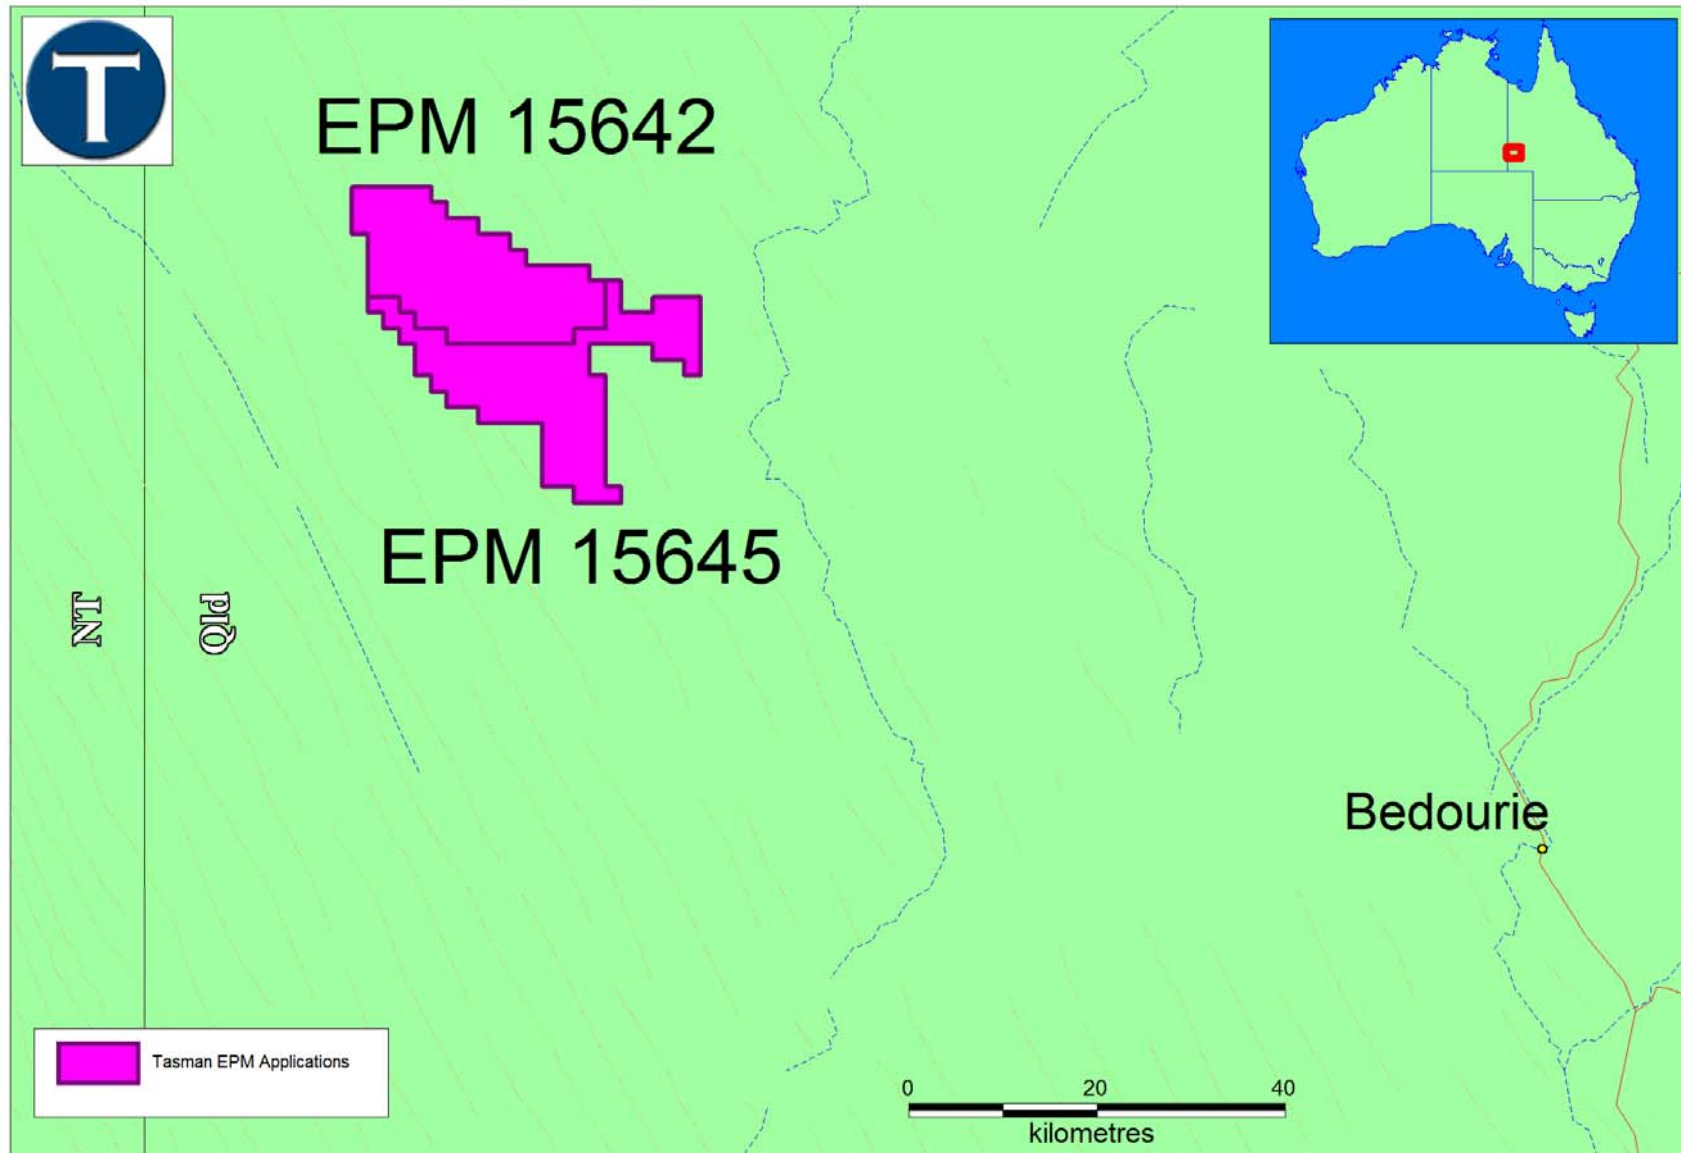 T
EPM 15642
EPM 15645
NT
Qld
Bedourie
Tasman EPM Applications
0 20 40
kilometres